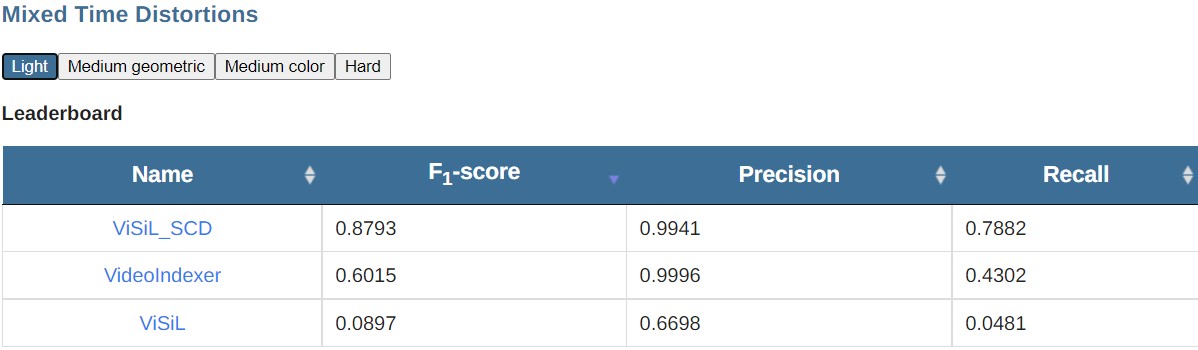 Mixed Time Distortions
Light Medium geometric Medium color Hard
Leaderboard
Name F1-score Precision Recall
ViSiL_SCD 0.8793 0.9941 0.7882
VideoIndexer 0.6015 0.9996 0.4302
ViSiL 0.0897 0.6698 0.0481